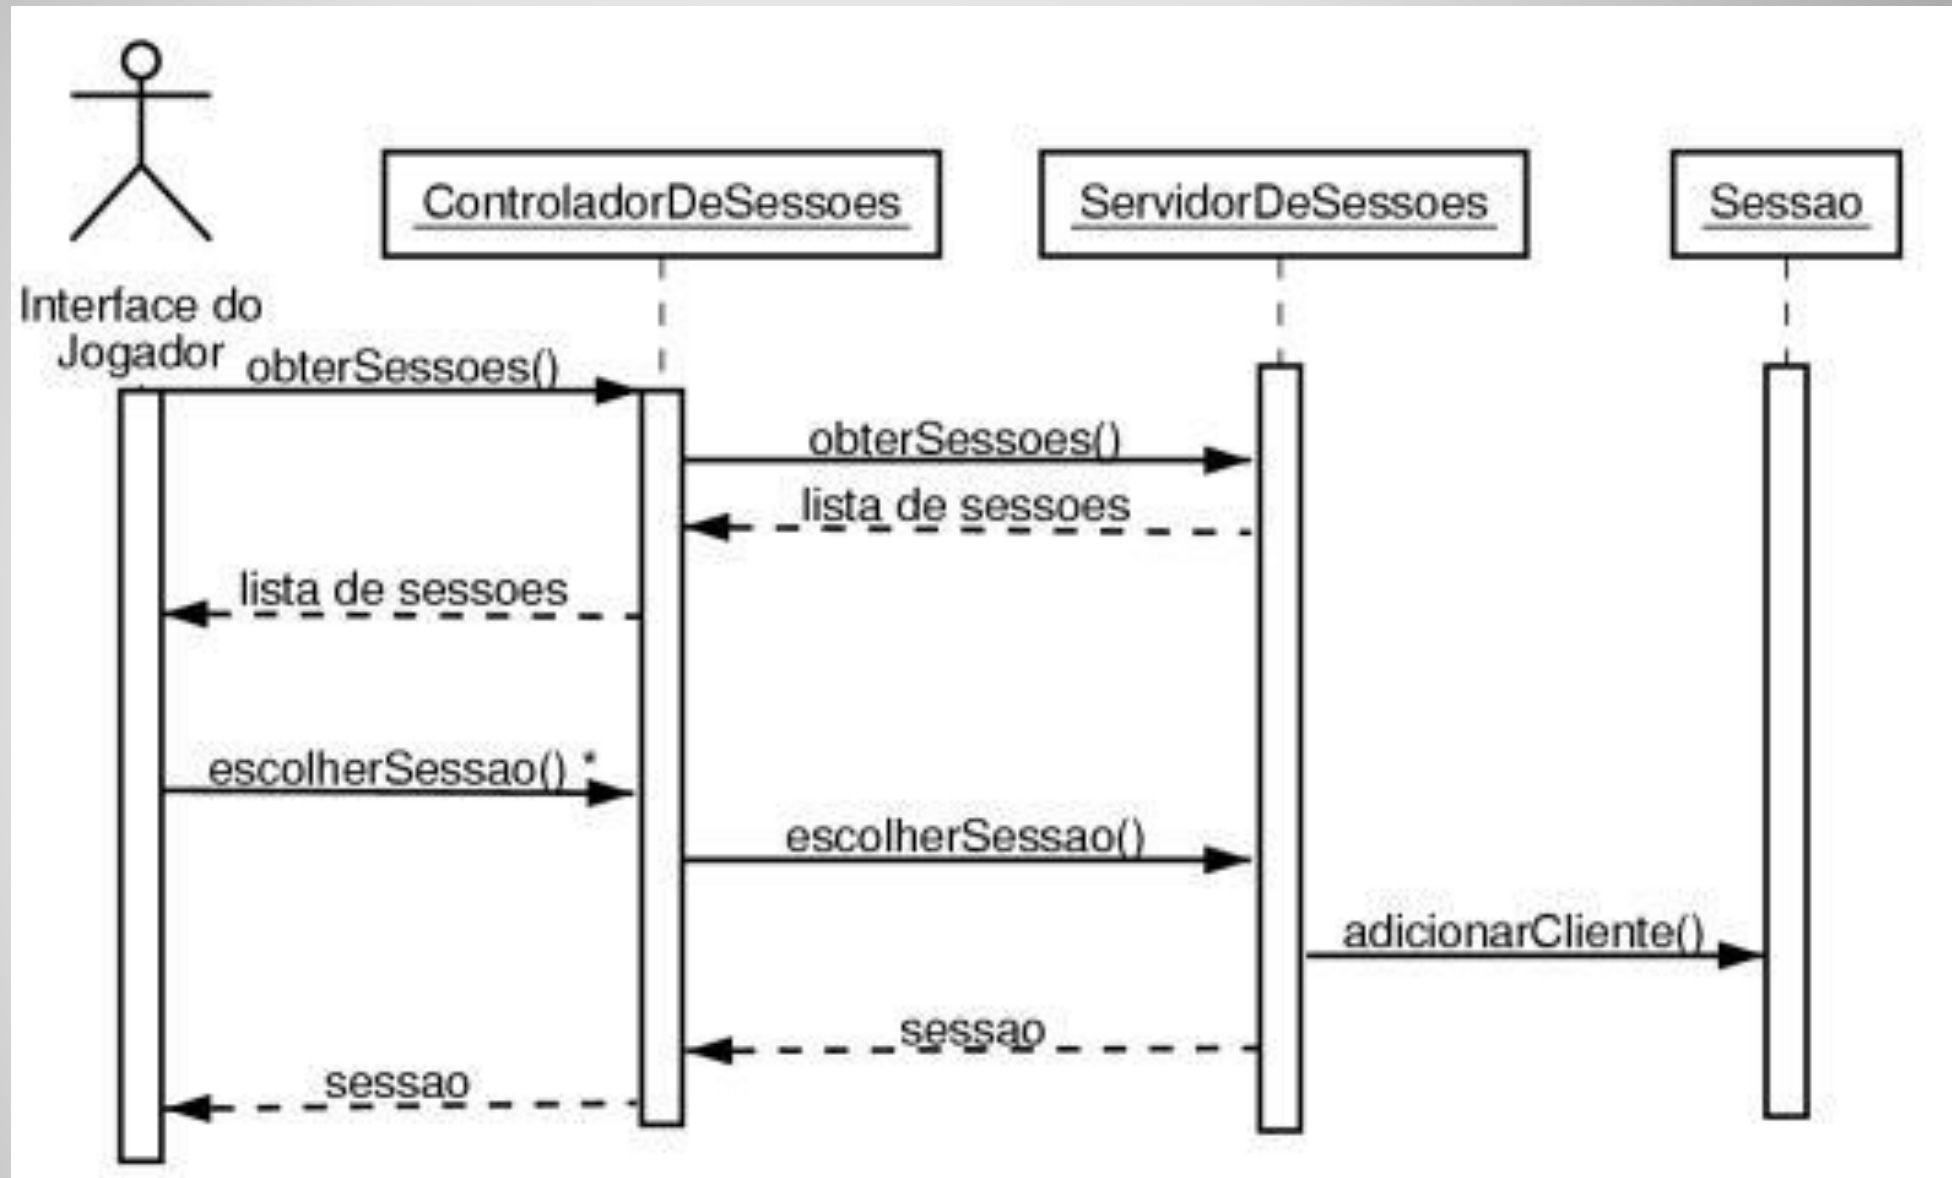 ControladorDeSessoes
ServidorDeSessoes
Sessao
Interface do
Jogador
obterSessoes()
obterSessoes()
lista de sessoes
lista de sessoes
escolherSessao() *
escolherSessao()
adicionarCliente()
sessao
sessao